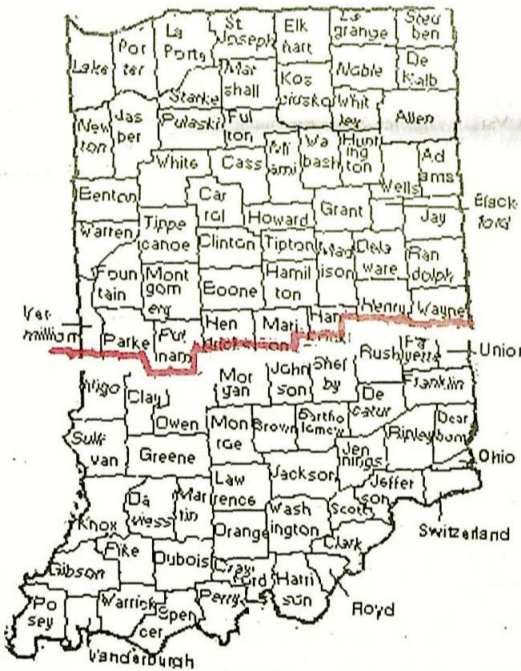 St
Joseph
Elk
hart
La
grange
Steu
ben
Lake
Por
ter
La
Porte
Mar
shall
Kos
ciusko
Noble
De
Kalb
Starke
Whit
ley
Allen
New
ton
Jas
per
Pulaski
Ful
ton
Mi
ami
Wa
bash
Hunt
ing
ton
Ad
ams
White
Cass
Wells
Benton
Car
rol
Howard
Grant
Black-
ford
Jay
Warren
Tippe
canoe
Clinton
Tipton
Mad
ison
Dela
ware
Ran
dolph
Foun
tain
Mont
gom
ery
Boone
Hamil
ton
Ver-
million
Parke
Put
nam
Hen
Mari
Han
Henry
Wayne
Rush
Fa
yette
Union
Clay
Owen
Mor
gan
John
son
Shel
by
Franklin
De
catur
Sulli
van
Greene
Mon
roe
Brown
Bartho
lomew
Ripley
Dear
born
Jen
nings
Ohio
Jackson
Jeffer
son
Switzerland
Knox
Da
viess
Mar
tin
Law
rence
Orange
Wash
ington
Scott
Clark
Gibson
Pike
Dubois
Craw
ford
Harri
son
Royd
Po
sey
Warrick
Spen
cer
Perry
Vanderburgh